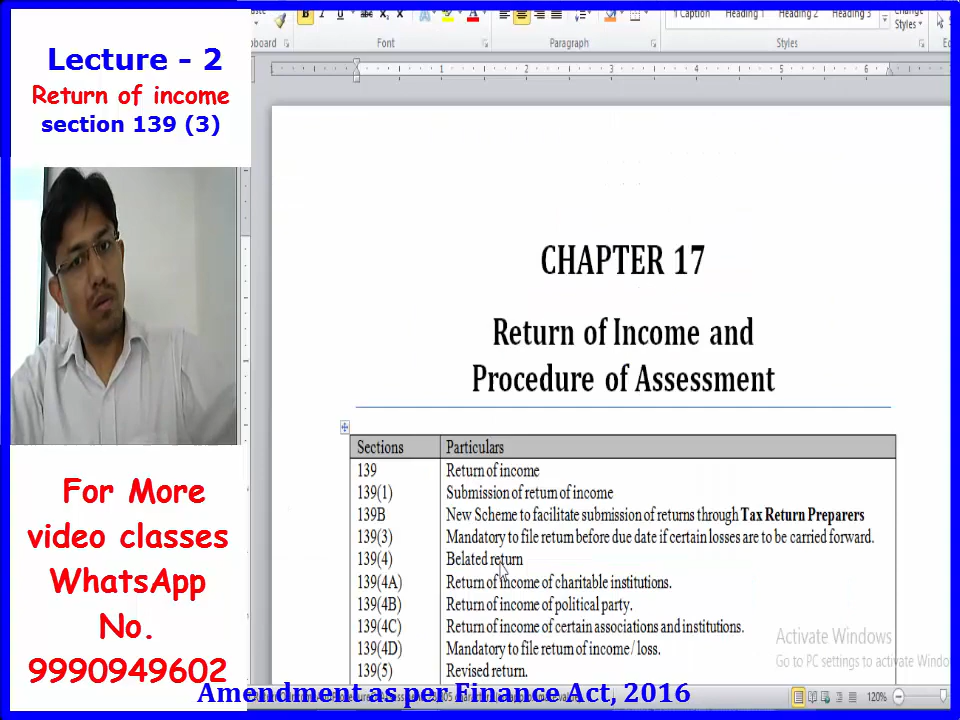 Lecture - 2
Return of income
section 139 (3)
For More
video classes
WhatsApp
No.
9990949602
Font
Paragraph
Styles
Change
Styles
1 Caption
Heading 1
Heading 2
Heading 3
CHAPTER 17
Return of Income and
Procedure of Assessment
Sections Particulars
139 Return of income
139(1) Submission of return of income
139B New Scheme to facilitate submission of returns through Tax Return Preparers
139(3) Mandatory to file return before due date if certain losses are to be carried forward.
139(4) Belated return
139(4A) Return of income of charitable institutions.
139(4B) Return of income of political party.
139(4C) Return of income of certain associations and institutions.
139(4D) Mandatory to file return of income / loss.
139(5) Revised return.
Activate Windows
Go to PC settings to activate
Amendment as per Finance Act, 2016
120%